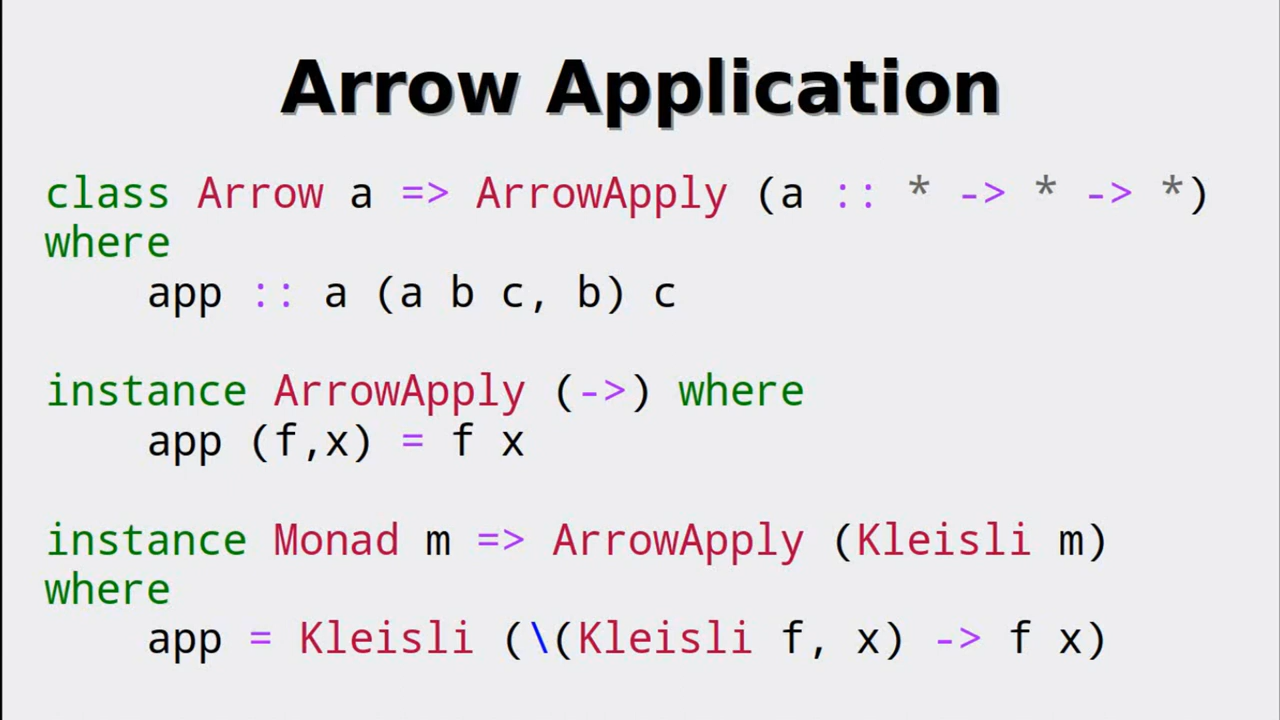 Arrow Application
class Arrow a => ArrowApply (a :: * -> * -> *)
where
    app :: a (a b c, b) c
instance ArrowApply (->) where
    app (f,x) = f x
instance Monad m => ArrowApply (Kleisli m)
where
    app = Kleisli (\(Kleisli f, x) -> f x)